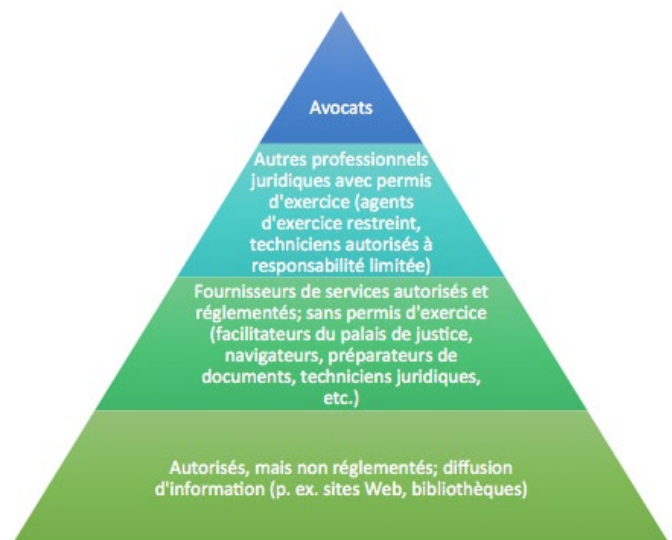 Avocats
Autres professionnels
juridiques avec permis
d'exercice (agents
d'exercice restreint,
techniciens autorisés à
responsabilité limitée)
Fournisseurs de services autorisés et
réglementés; sans permis d'exercice
(facilitateurs du palais de justice,
navigateurs, préparateurs de
documents, techniciens juridiques,
etc.)
Autorisés, mais non réglementés; diffusion
d'information (p. ex. sites Web, bibliothèques)